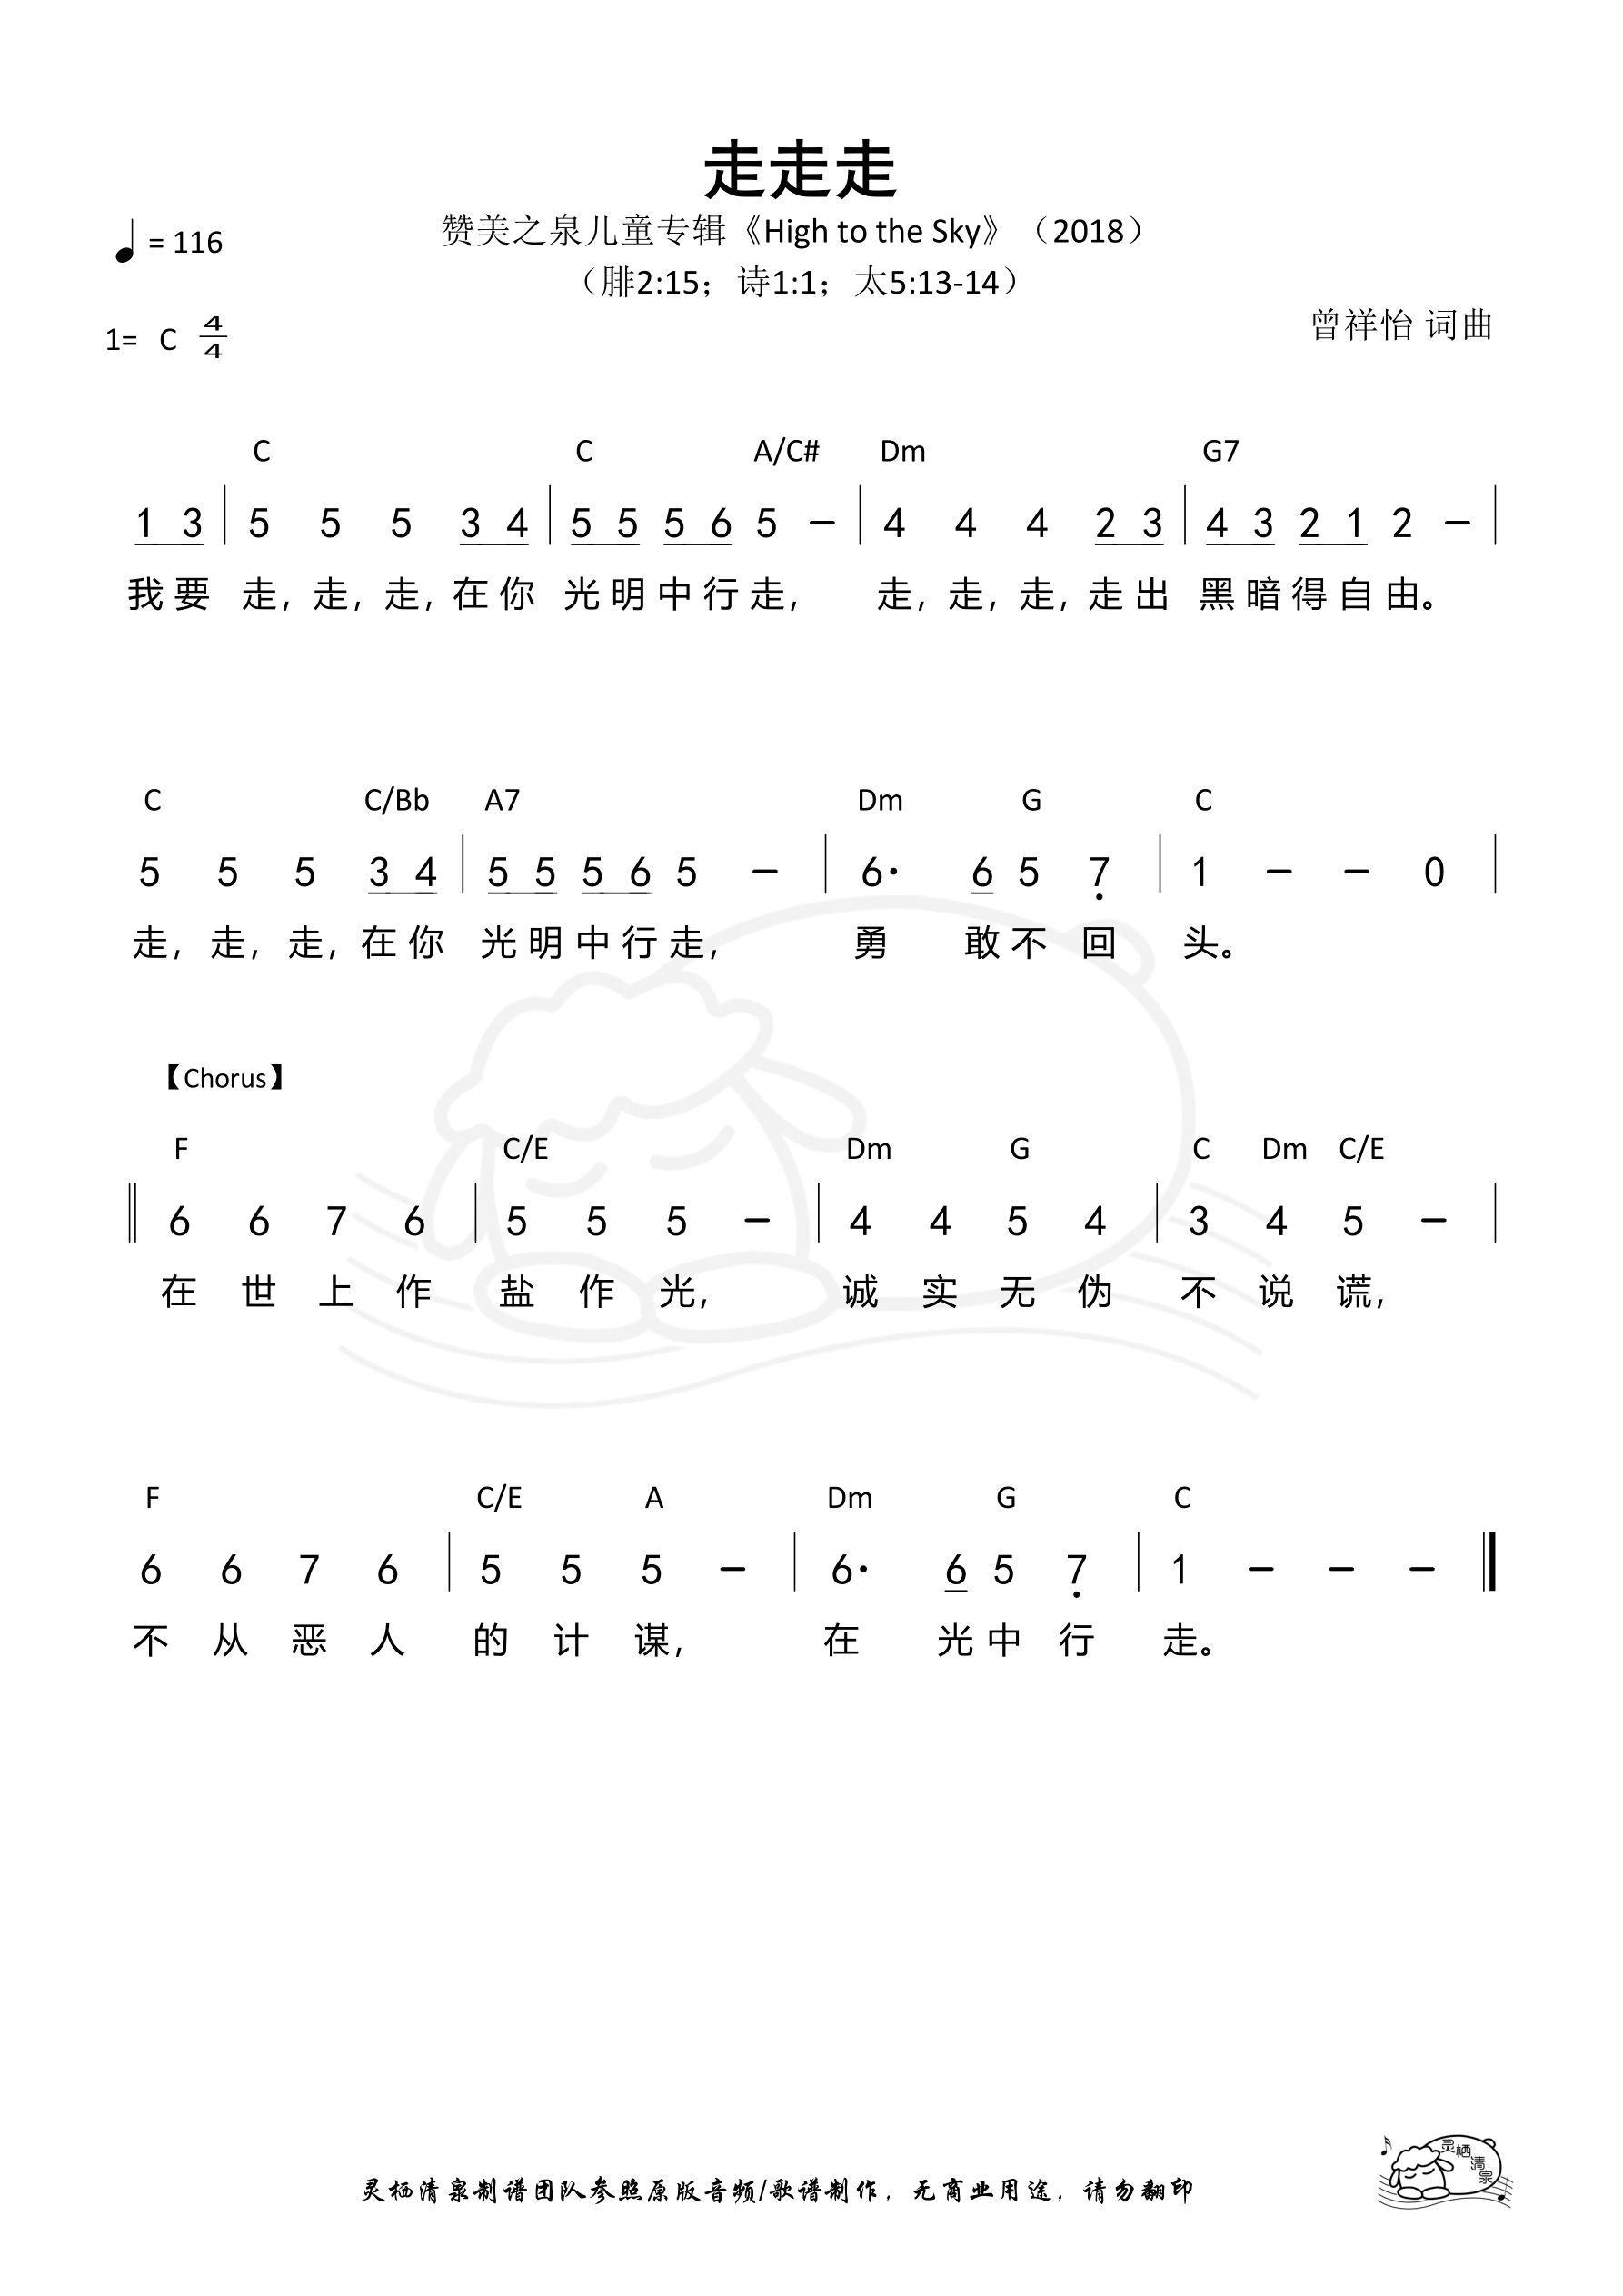 走走走
赞美之泉儿童专辑《High to the Sky》（2018）
= 116
（腓2:15；诗1:1；太5:13-14）
曾祥怡 词曲
1= C 4/4
C C A/C# Dm G7
1 3 | 5 5 5 3 4 | 5 5 5 6 5 - | 4 4 4 2 3 | 4 3 2 1 2 - |
我要 走，走，走，在你 光明中行走， 走，走，走，走出 黑暗得自由。
C C/Bb A7 Dm G C
5 5 5 3 4 | 5 5 5 6 5 - | 6· 6 5 7 | 1 - - 0 |
走，走，走，在你 光明中行走， 勇 敢不回 头。
【Chorus】
F C/E Dm G C Dm C/E
‖ 6 6 7 6 | 5 5 5 - | 4 4 5 4 | 3 4 5 - |
在世上作 盐作光， 诚实无伪 不说谎，
F C/E A Dm G C
6 6 7 6 | 5 5 5 - | 6· 6 5 7 | 1 - - - ‖
不从恶人 的计谋， 在 光中行 走。
灵栖清泉
灵栖清泉制谱团队参照原版音频/歌谱制作，无商业用途，请勿翻印